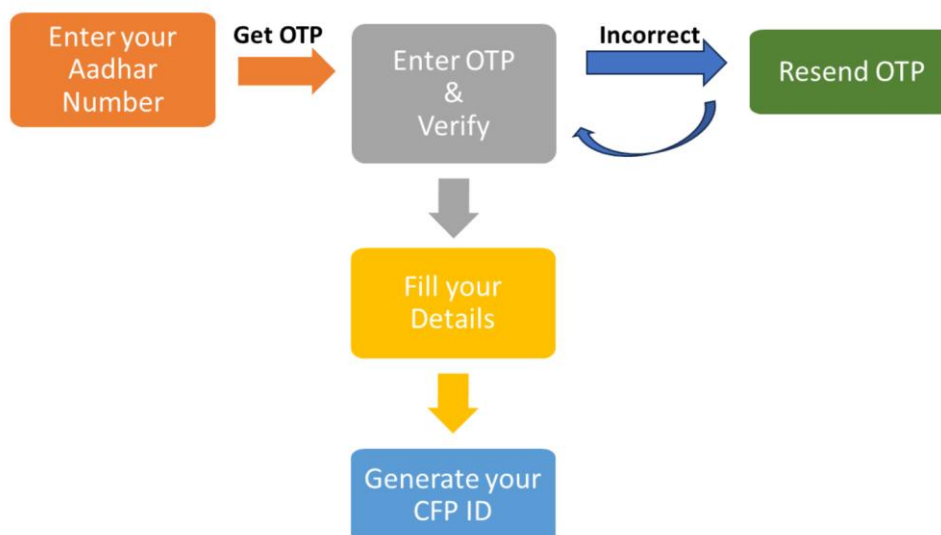 Enter your
Aadhar
Number
Get OTP
Enter OTP
&
Verify
Incorrect
Resend OTP
Fill your
Details
Generate your
CFP ID